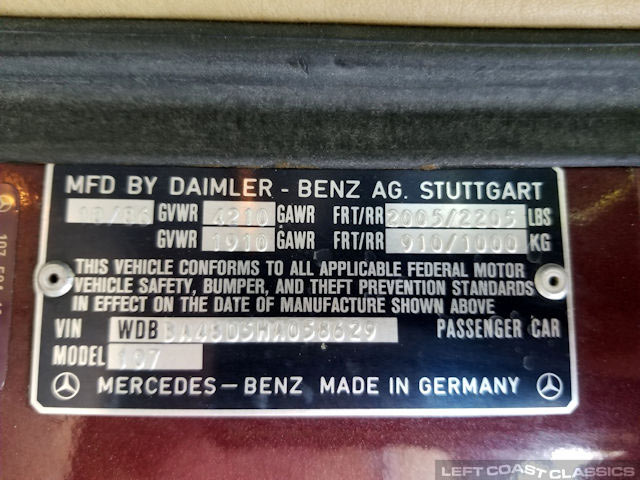 MFD BY DAIMLER - BENZ AG. STUTTGART
10/86 GVWR 4210 GAWR FRT/RR 2005/2205 LBS
GVWR 1910 GAWR FRT/RR 910/1000 KG
THIS VEHICLE CONFORMS TO ALL APPLICABLE FEDERAL MOTOR
VEHICLE SAFETY, BUMPER, AND THEFT PREVENTION STANDARDS
IN EFFECT ON THE DATE OF MANUFACTURE SHOWN ABOVE
VIN WDBBA48D5HA058629 PASSENGER CAR
MODEL 107
MERCEDES-BENZ MADE IN GERMANY
LEFT COAST CLASSICS